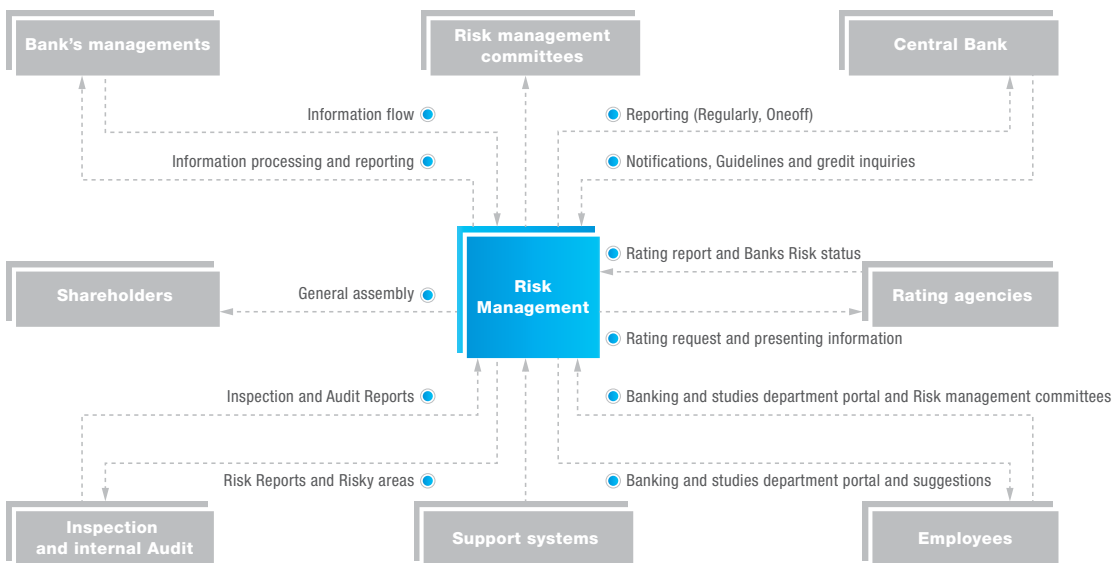 Bank's managements
Risk management
committees
Central Bank
Information flow
Reporting (Regularly, Oneoff)
Information processing and reporting
Notifications, Guidelines and gredit inquiries
Rating report and Banks Risk status
Shareholders
General assembly
Risk
Management
Rating agencies
Rating request and presenting information
Inspection and Audit Reports
Banking and studies department portal and Risk management committees
Risk Reports and Risky areas
Banking and studies department portal and suggestions
Inspection
and internal Audit
Support systems
Employees